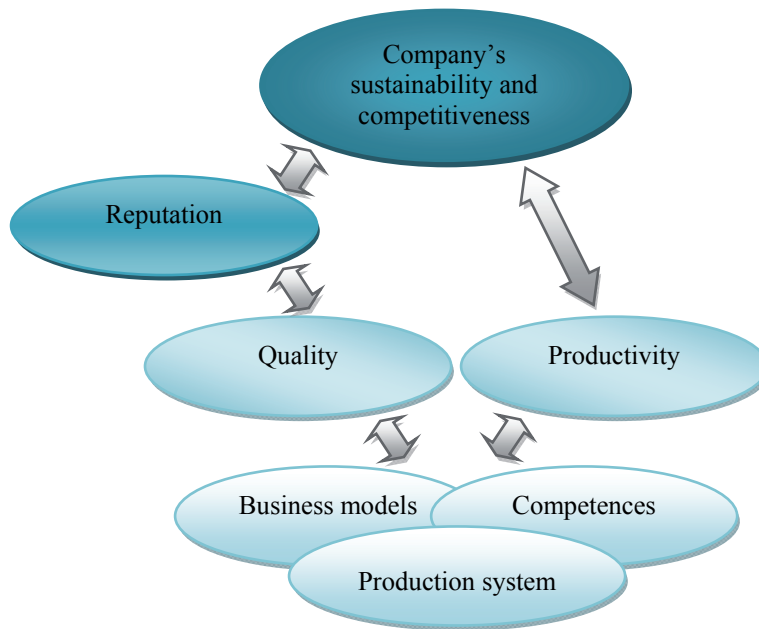 Company’s
sustainability and
competitiveness
Reputation
Quality
Productivity
Business models
Competences
Production system